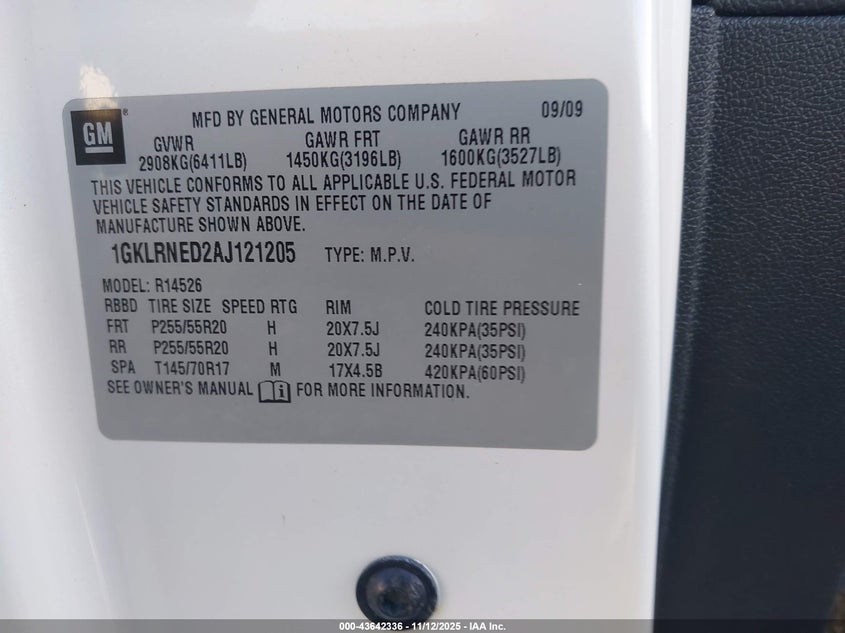 GM ®
MFD BY GENERAL MOTORS COMPANY 09/09
GVWR GAWR FRT GAWR RR
2908KG(6411LB) 1450KG(3196LB) 1600KG(3527LB)
THIS VEHICLE CONFORMS TO ALL APPLICABLE U.S. FEDERAL MOTOR
VEHICLE SAFETY STANDARDS IN EFFECT ON THE DATE OF
MANUFACTURE SHOWN ABOVE.
1GKLRNED2AJ121205 TYPE: M.P.V.
MODEL: R14526
RBBD TIRE SIZE SPEED RTG RIM COLD TIRE PRESSURE
FRT P255/55R20 H 20X7.5J 240KPA(35PSI)
RR P255/55R20 H 20X7.5J 240KPA(35PSI)
SPA T145/70R17 M 17X4.5B 420KPA(60PSI)
SEE OWNER'S MANUAL i FOR MORE INFORMATION.
000-43642336 - 11/12/2025 - IAA Inc.